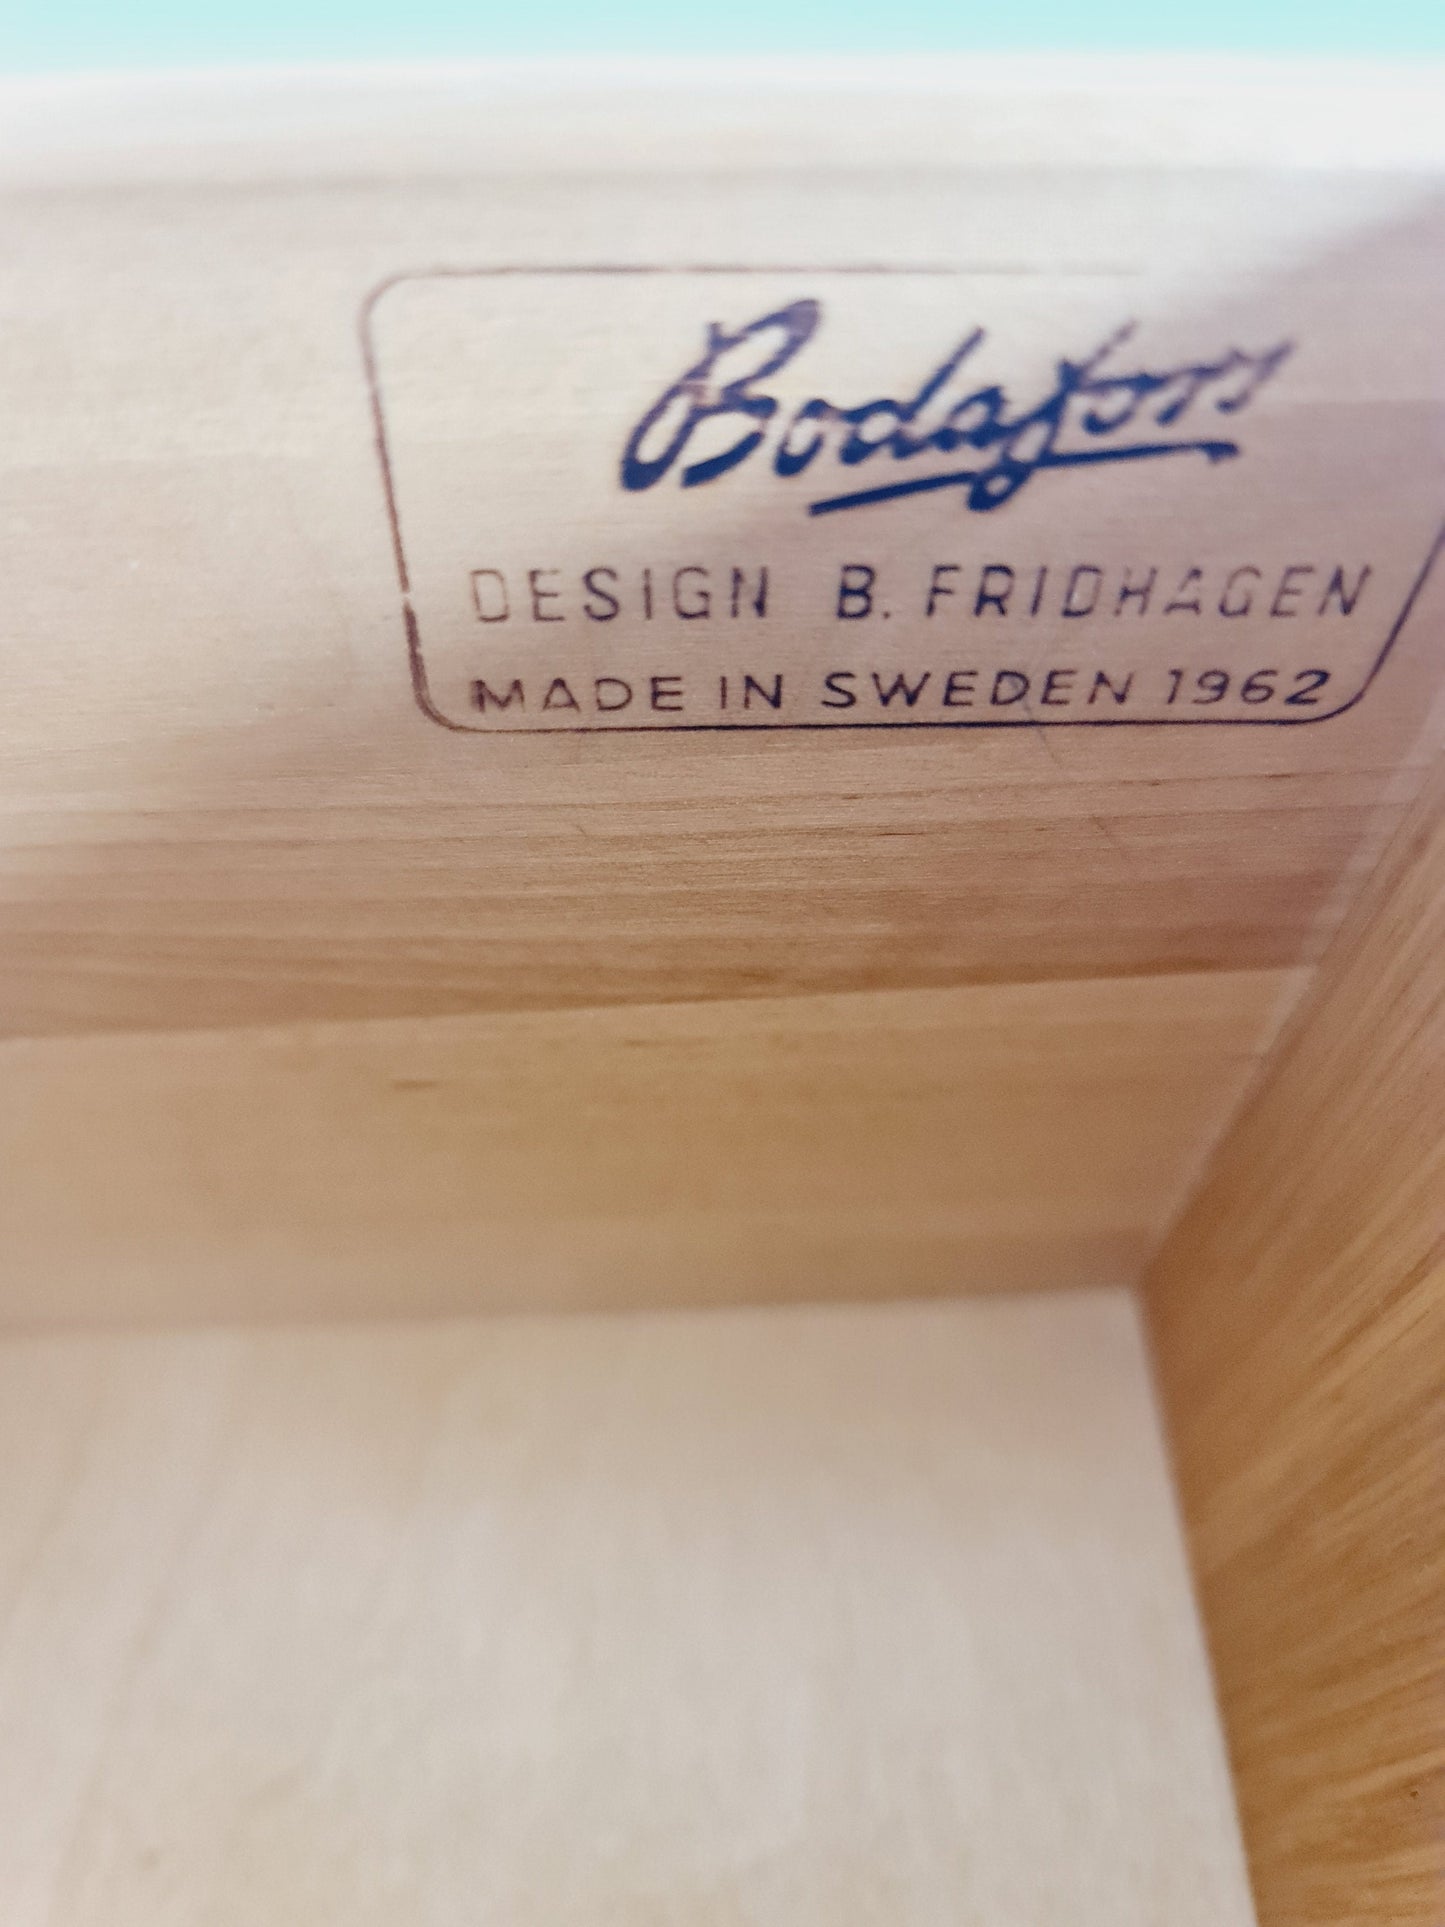 Bodafors
DESIGN B. FRIDHAGEN
MADE IN SWEDEN 1962